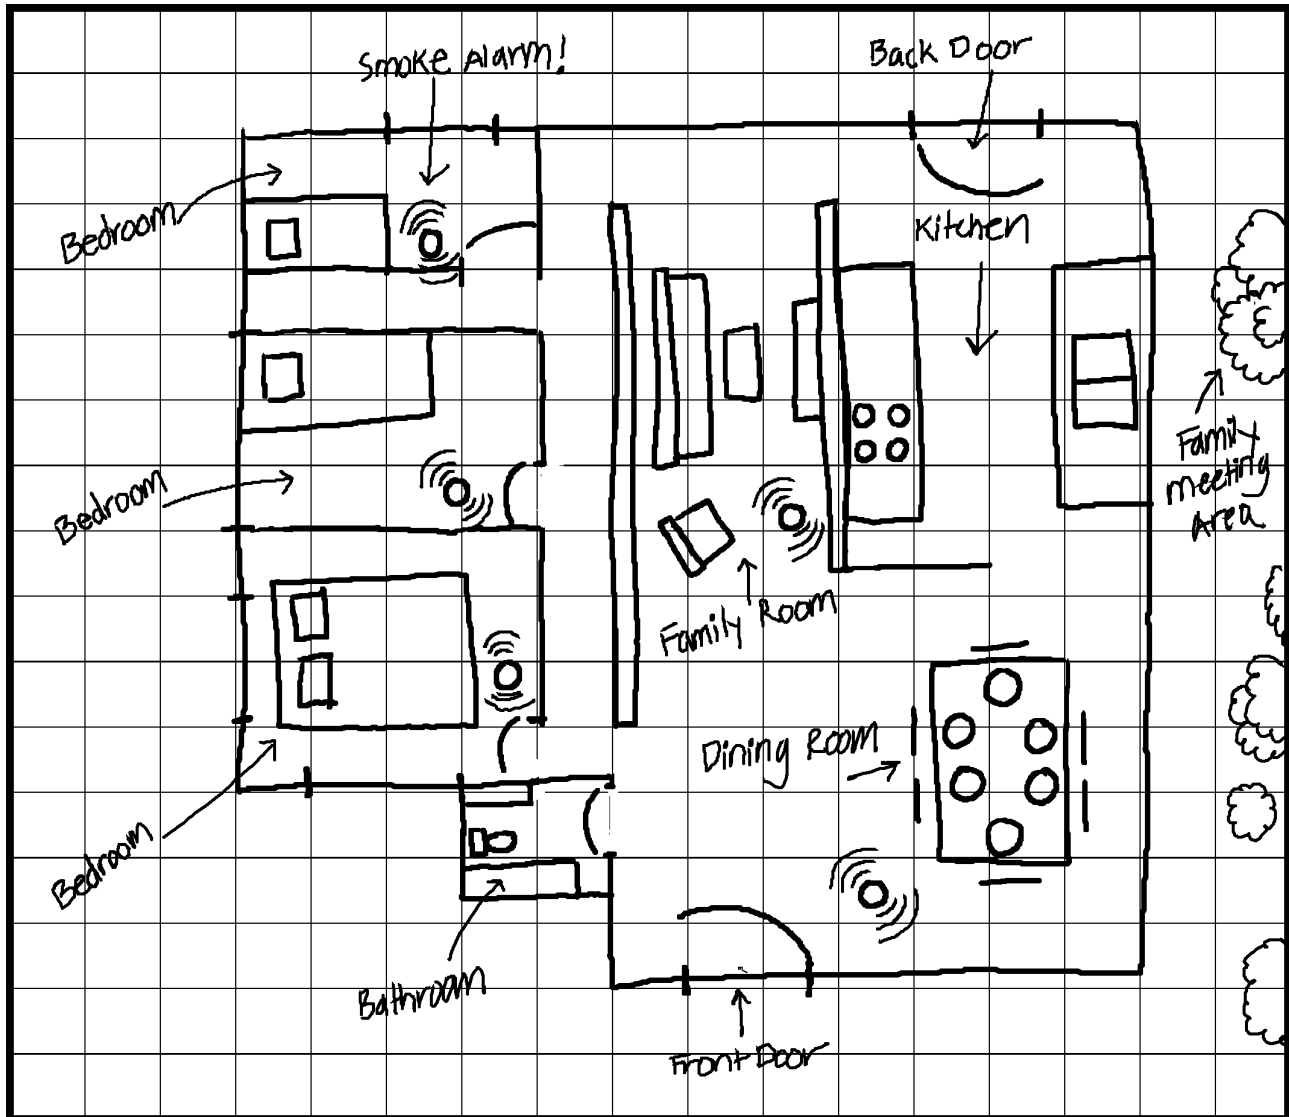 Smoke Alarm!
Back Door
Bedroom
Kitchen
Family
meeting
Area
Bedroom
Family Room
Dining Room
Bedroom
Bathroom
Front Door